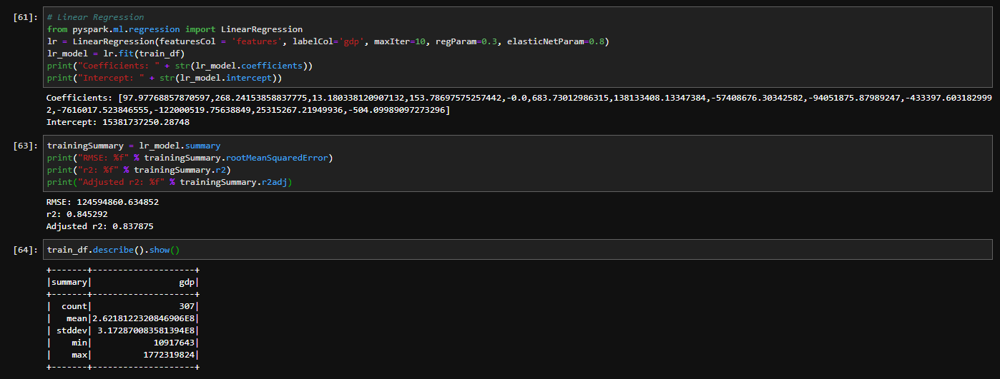 [61]: # Linear Regression
from pyspark.ml.regression import LinearRegression
lr = LinearRegression(featuresCol = 'features', labelCol='gdp', maxIter=10, regParam=0.3, elasticNetParam=0.8)
lr_model = lr.fit(train_df)
print("Coefficients: " + str(lr_model.coefficients))
print("Intercept: " + str(lr_model.intercept))
Coefficients: [97.97768857870597,268.24153858837775,13.180338120907132,153.78697575257442,-0.0,683.73012986315,138133408.13347384,-57408676.30342582,-94051875.87989247,-433397.603182999
2,-7616017.523846555,-122000519.75638849,25315267.21949936,-504.09989097273296]
Intercept: 15381737250.28748
[63]: trainingSummary = lr_model.summary
print("RMSE: %f" % trainingSummary.rootMeanSquaredError)
print("r2: %f" % trainingSummary.r2)
print("Adjusted r2: %f" % trainingSummary.r2adj)
RMSE: 124594860.634852
r2: 0.845292
Adjusted r2: 0.837875
[64]: train_df.describe().show()
+-------+--------------------+
|summary|                 gdp|
+-------+--------------------+
|  count|                 307|
|   mean|2.6218122320846906E8|
| stddev| 3.172870083581394E8|
|    min|            10917643|
|    max|          1772319824|
+-------+--------------------+